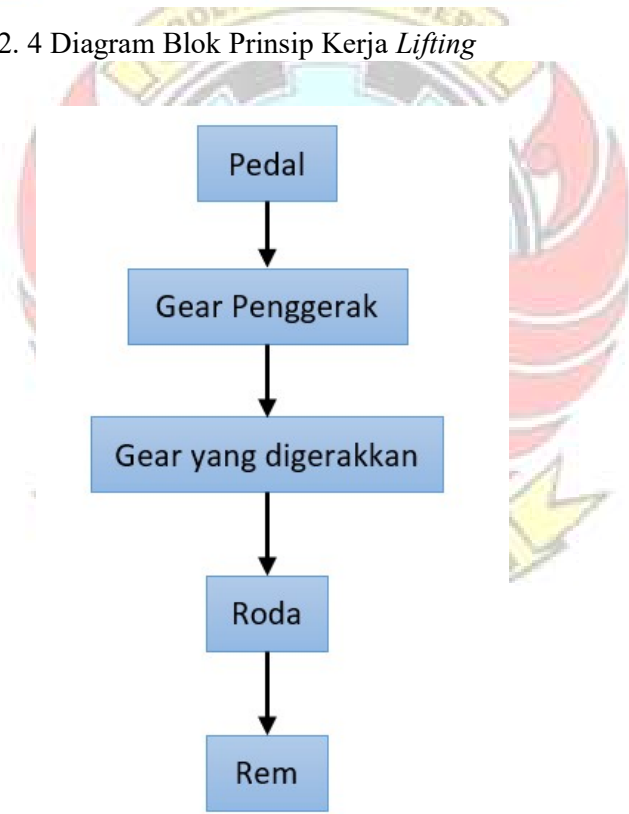 2. 4 Diagram Blok Prinsip Kerja Lifting
Pedal
Gear Penggerak
Gear yang digerakkan
Roda
Rem